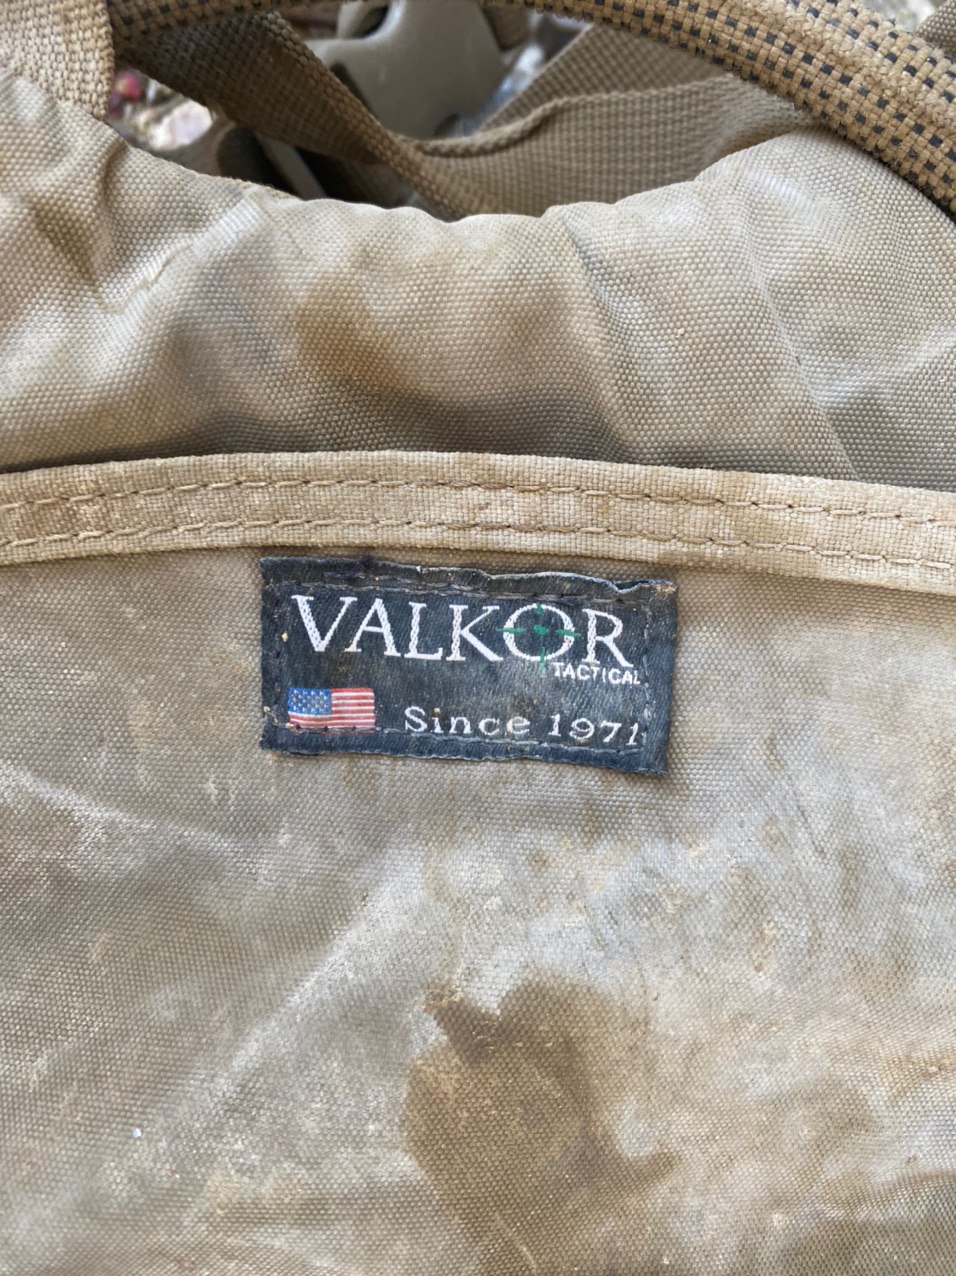 VALKOR
TACTICAL
Since 1971